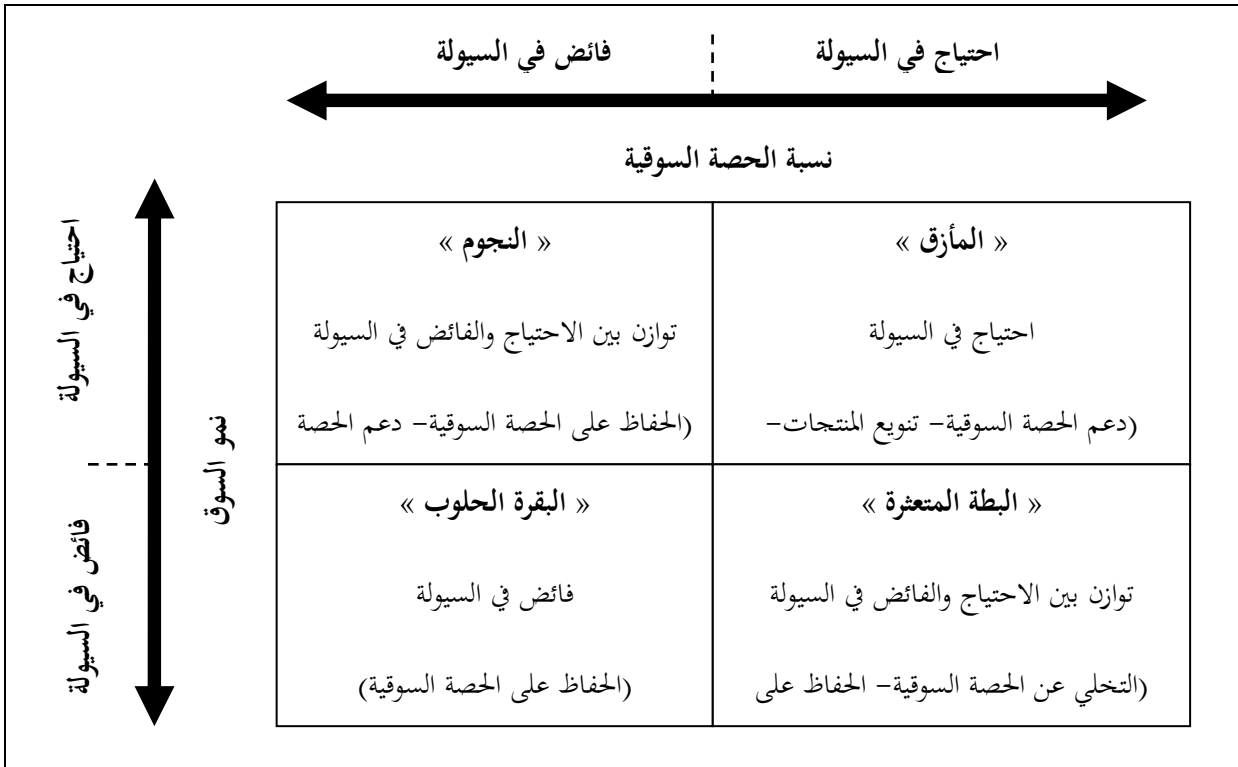 احتياج في السيولة
فائض في السيولة
نسبة الحصة السوقية
احتياج في السيولة
فائض في السيولة
نمو السوق
« المأزق »
احتياج في السيولة
(دعم الحصة السوقية- تنويع المنتجات-
« النجوم »
توازن بين الاحتياج والفائض في السيولة
(الحفاظ على الحصة السوقية- دعم الحصة
« البطة المتعثرة »
توازن بين الاحتياج والفائض في السيولة
(التخلي عن الحصة السوقية- الحفاظ على
« البقرة الحلوب »
فائض في السيولة
(الحفاظ على الحصة السوقية)